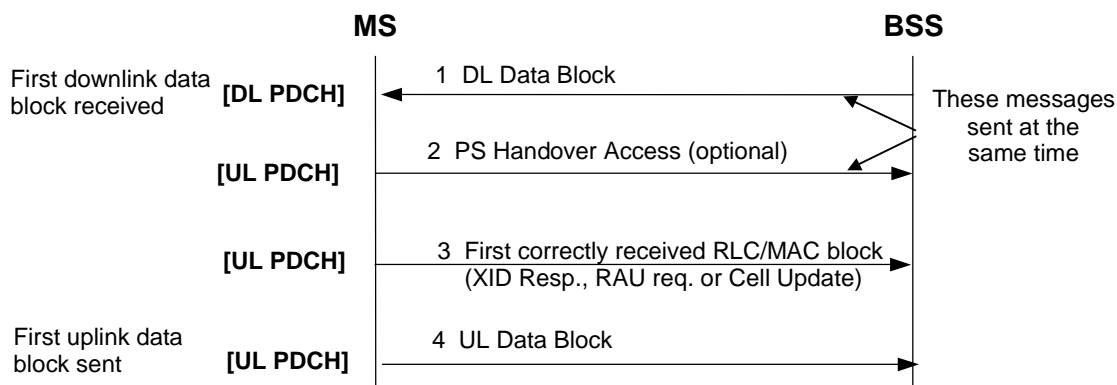 MS
BSS
First downlink data
block received
[DL PDCH]
1 DL Data Block
These messages
sent at the
same time
2 PS Handover Access (optional)
[UL PDCH]
[UL PDCH]
3 First correctly received RLC/MAC block
(XID Resp., RAU req. or Cell Update)
First uplink data
block sent
[UL PDCH]
4 UL Data Block